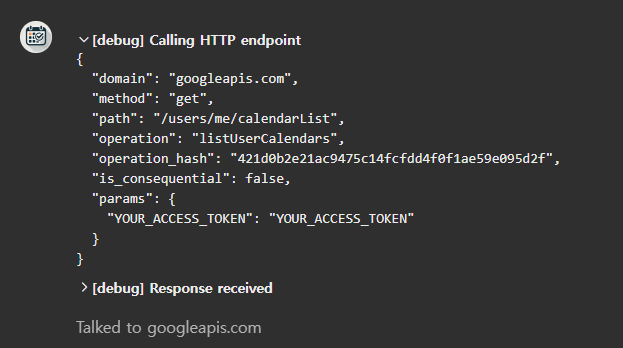 [debug] Calling HTTP endpoint
{
"domain": "googleapis.com",
"method": "get",
"path": "/users/me/calendarList",
"operation": "listUserCalendars",
"operation_hash": "421d0b2e21ac9475c14fcfdd4f0f1ae59e095d2f",
"is_consequential": false,
"params": {
"YOUR_ACCESS_TOKEN": "YOUR_ACCESS_TOKEN"
}
}
[debug] Response received
Talked to googleapis.com